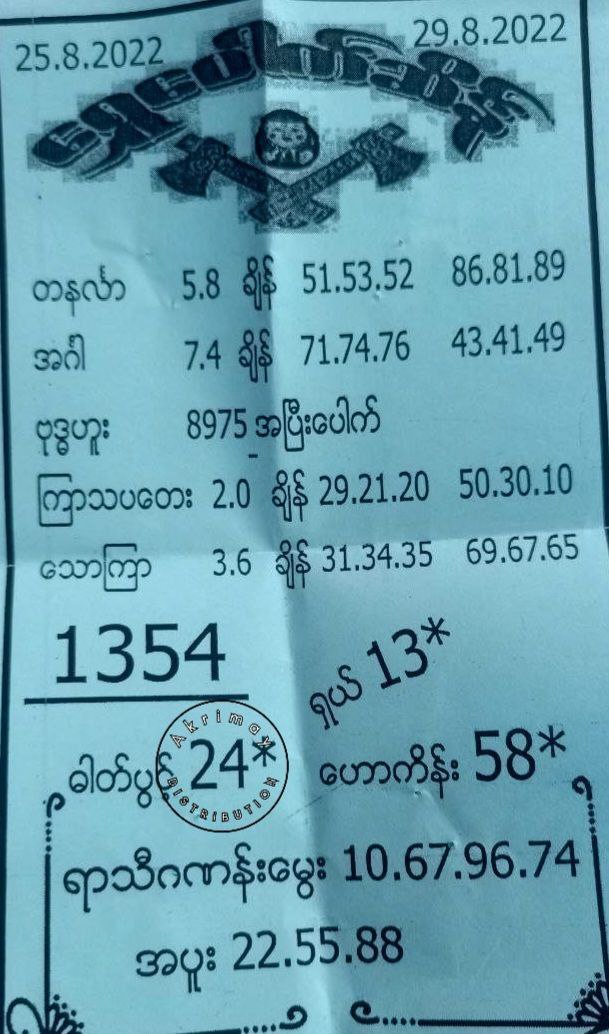 25.8.2022 29.8.2022
တနင်္လာ 5.8 ချိန် 51.53.52 86.81.89
အင်္ဂါ 7.4 ချိန် 71.74.76 43.41.49
ဗုဒ္ဓဟူး 8975 အပြီးပေါက်
ကြာသပတေး 2.0 ချိန် 29.21.20 50.30.10
သောကြာ 3.6 ချိန် 31.34.35 69.67.65
1354 ရှယ် 13*
ဓါတ်ပွင့် 24* ဟောကိန်း 58*
Akrimax DISTRIBUTION
ရာသီဂဏန်းမွေး 10.67.96.74
အပူး 22.55.88